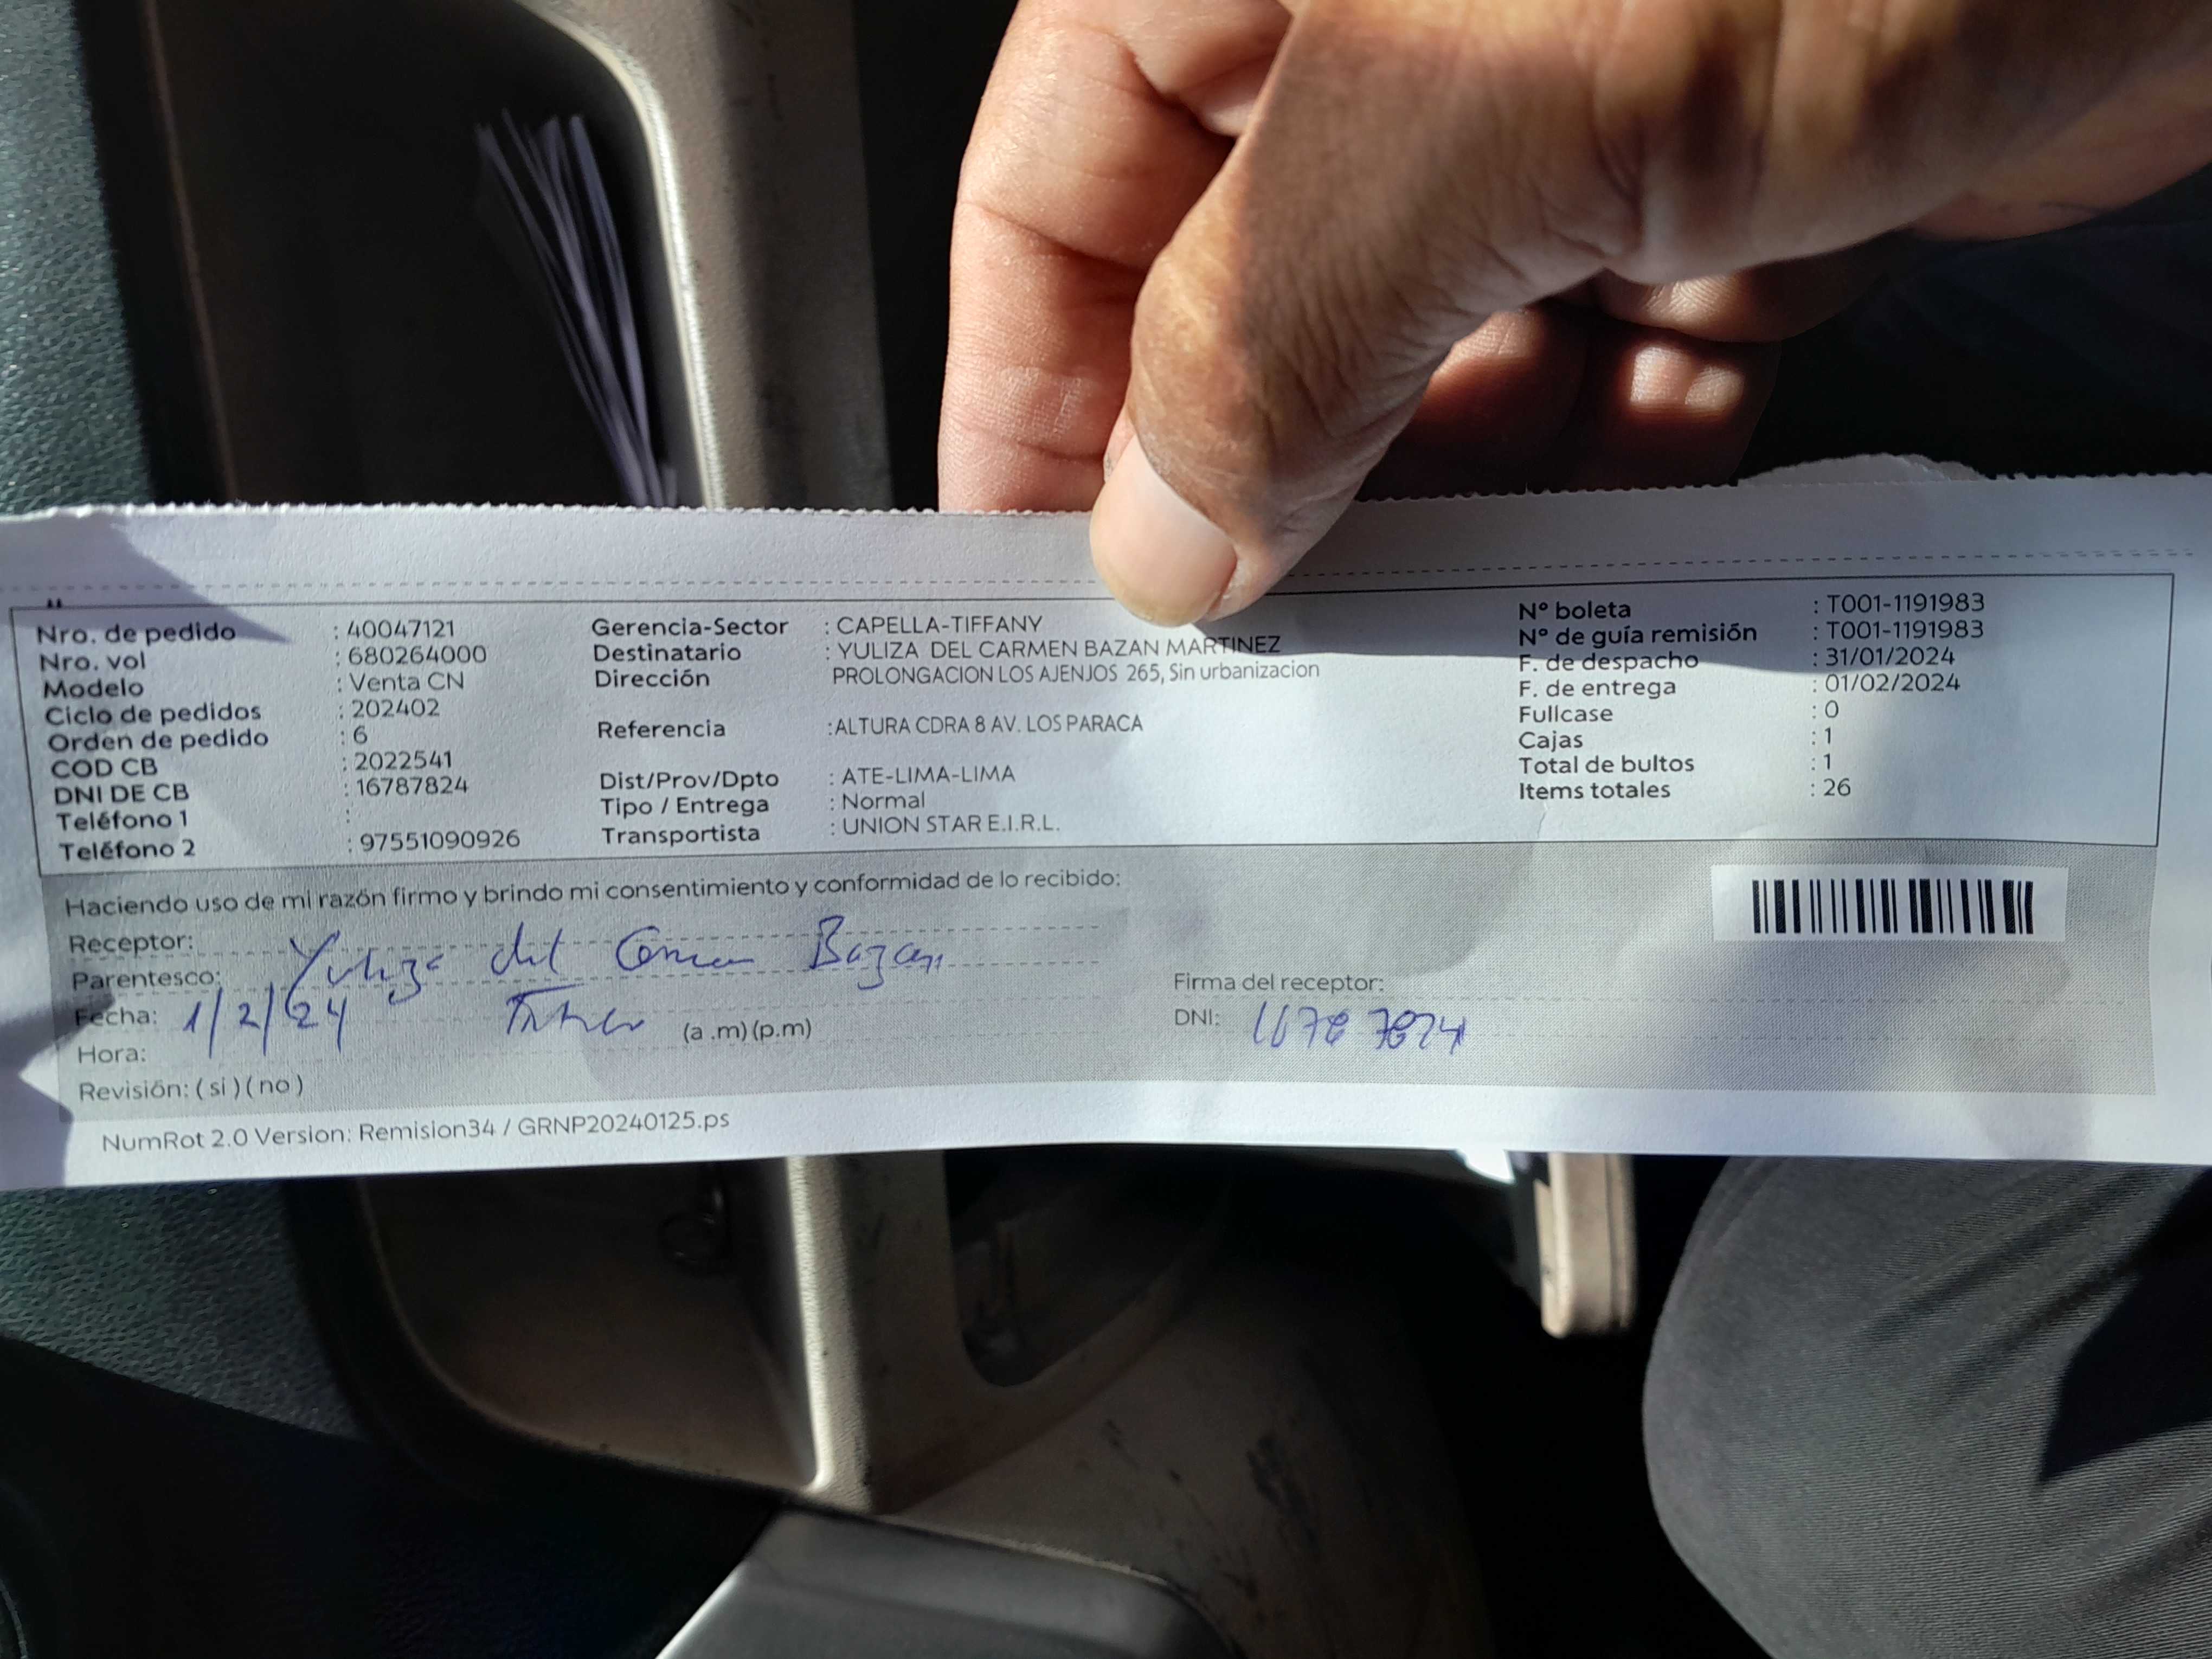 Nro. de pedido : 40047121
Nro. vol : 680264000
Modelo : Venta CN
Ciclo de pedidos : 202402
Orden de pedido : 6
COD CB : 2022541
DNI DE CB : 16787824
Teléfono 1 :
Teléfono 2 : 97551090926
Gerencia-Sector : CAPELLA-TIFFANY
Destinatario : YULIZA DEL CARMEN BAZAN MARTINEZ
Dirección PROLONGACION LOS AJENJOS 265, Sin urbanizacion
Referencia :ALTURA CDRA 8 AV. LOS PARACA
Dist/Prov/Dpto : ATE-LIMA-LIMA
Tipo / Entrega : Normal
Transportista : UNION STAR E.I.R.L.
N° boleta : T001-1191983
N° de guía remisión : T001-1191983
F. de despacho : 31/01/2024
F. de entrega : 01/02/2024
Fullcase : 0
Cajas : 1
Total de bultos : 1
Items totales : 26
Haciendo uso de mi razón firmo y brindo mi consentimiento y conformidad de lo recibido:
Receptor: Yuliza del Carmen Bazan
Parentesco:
Fecha: 1/2/24
Hora: (a .m) (p.m)
Revisión: ( si ) ( no )
Firma del receptor:
DNI: 16787824
NumRot 2.0 Version: Remision34 / GRNP20240125.ps